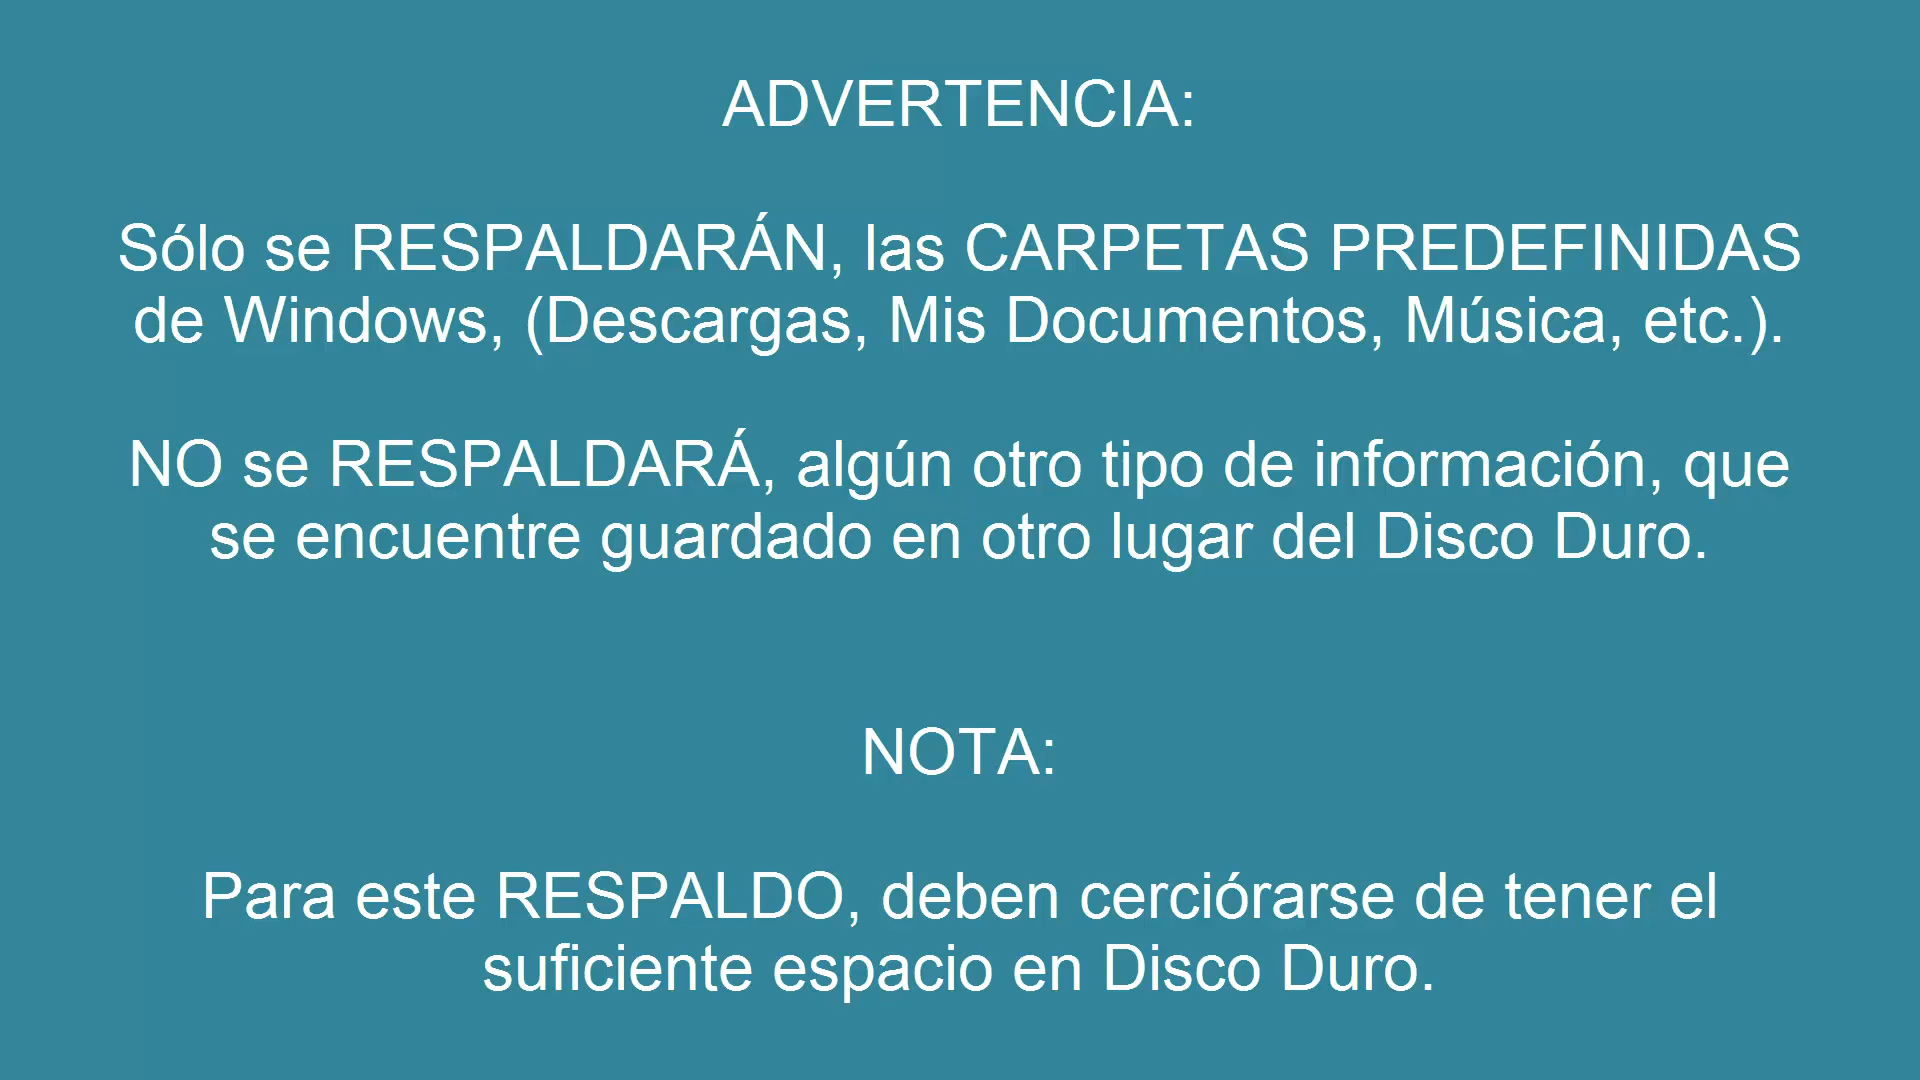 ADVERTENCIA:
Sólo se RESPALDARÁN, las CARPETAS PREDEFINIDAS
de Windows, (Descargas, Mis Documentos, Música, etc.).
NO se RESPALDARÁ, algún otro tipo de información, que
se encuentre guardado en otro lugar del Disco Duro.
NOTA:
Para este RESPALDO, deben cerciórarse de tener el
suficiente espacio en Disco Duro.